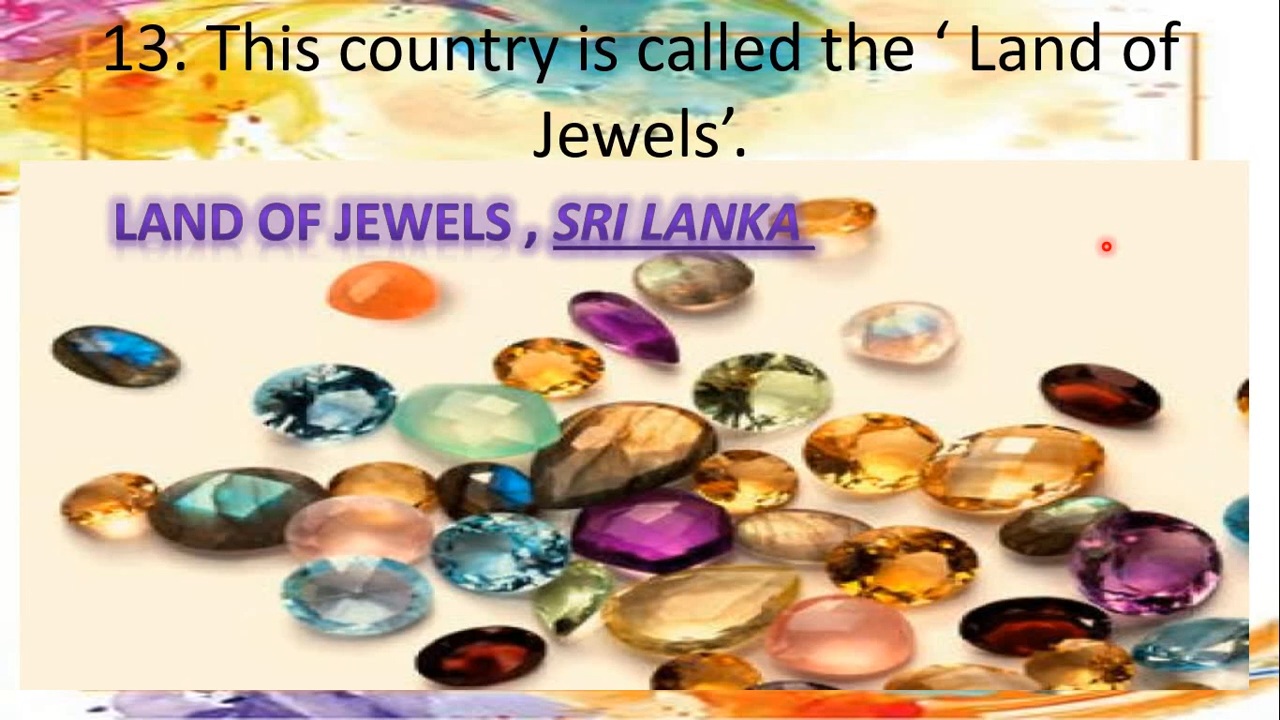 13. This country is called the ‘ Land of
Jewels’.
LAND OF JEWELS , SRI LANKA